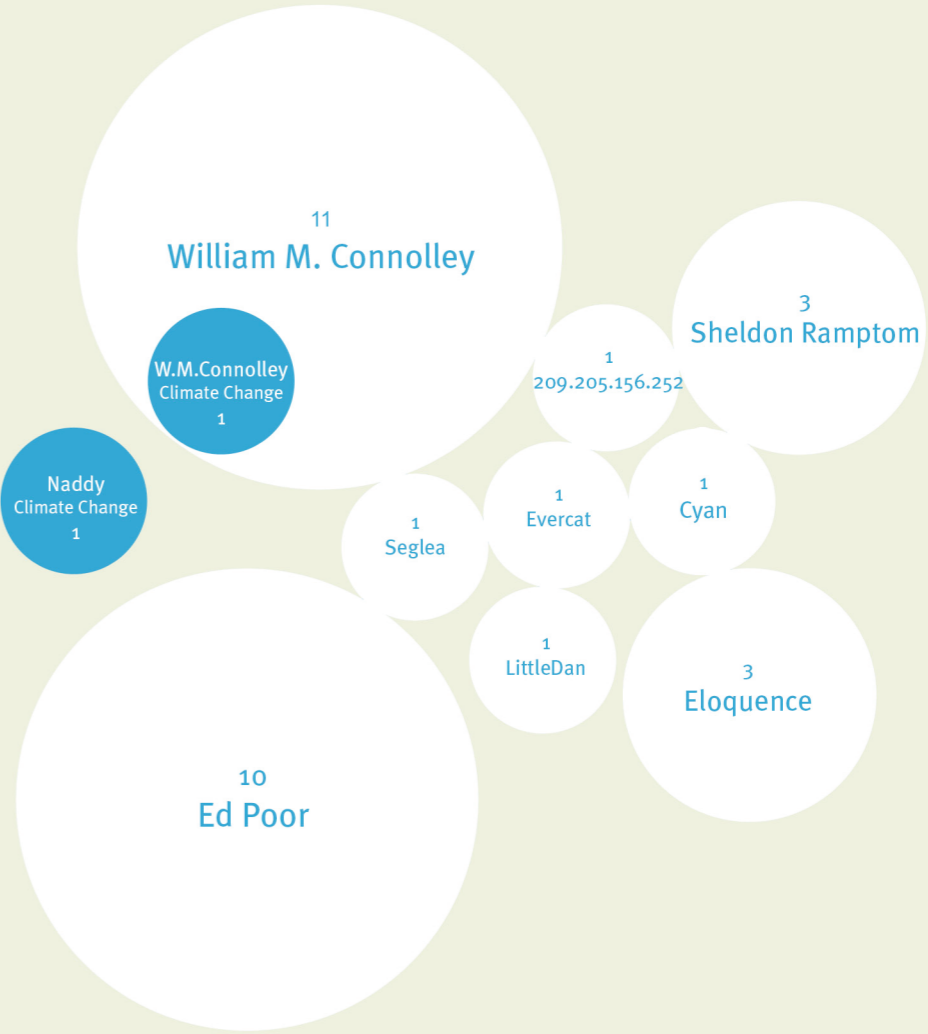 11
William M. Connolley
W.M.Connolley
Climate Change
1
3
Sheldon Ramptom
1
209.205.156.252
Naddy
Climate Change
1
1
Seglea
1
Evercat
1
Cyan
1
LittleDan
3
Eloquence
10
Ed Poor